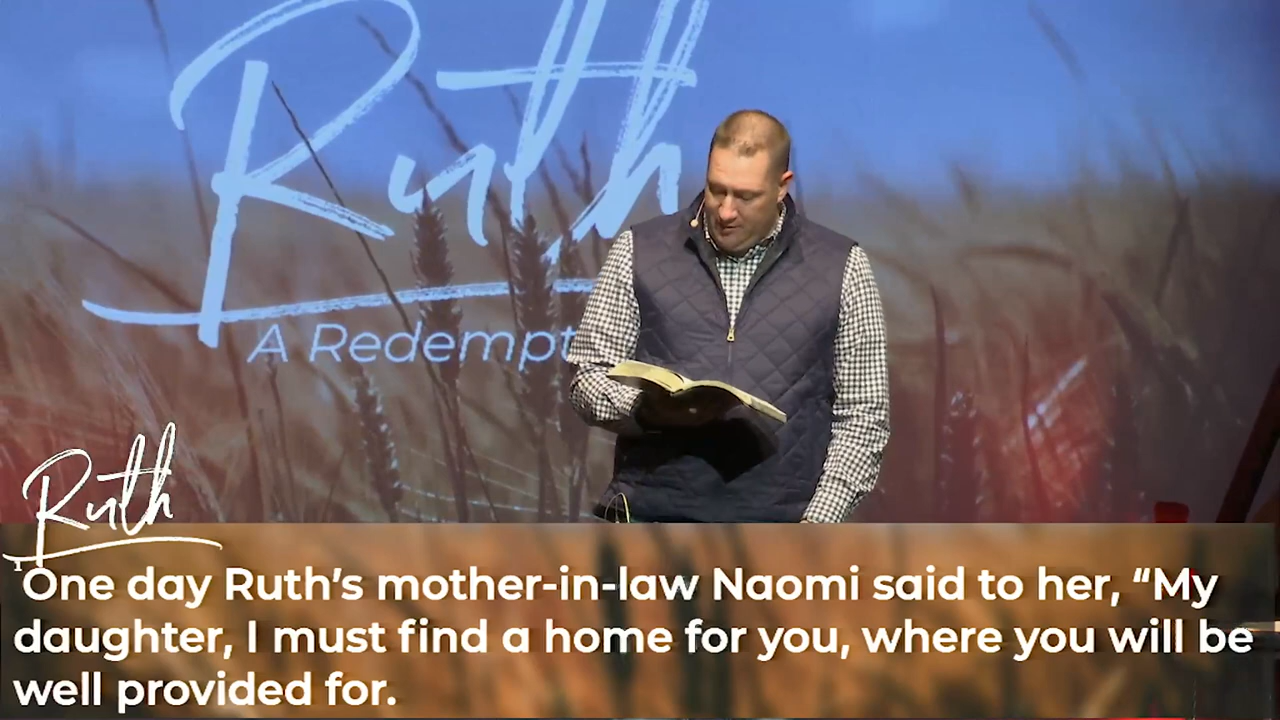 Ruth
A Redempt
Ruth
1 One day Ruth’s mother-in-law Naomi said to her, “My
daughter, I must find a home for you, where you will be
well provided for.